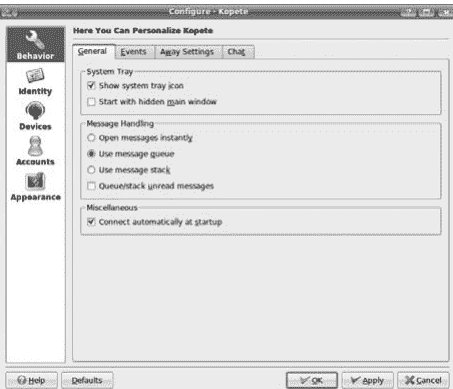 Configure - Kopete
Behavior
Identity
Devices
Accounts
Appearance
Here You Can Personalize Kopete
General Events Away Settings Chat
System Tray
Show system tray icon
Start with hidden main window
Message Handling
Open messages instantly
Use message queue
Use message stack
Queue/stack unread messages
Miscellaneous
Connect automatically at startup
Help Defaults OK Apply Cancel